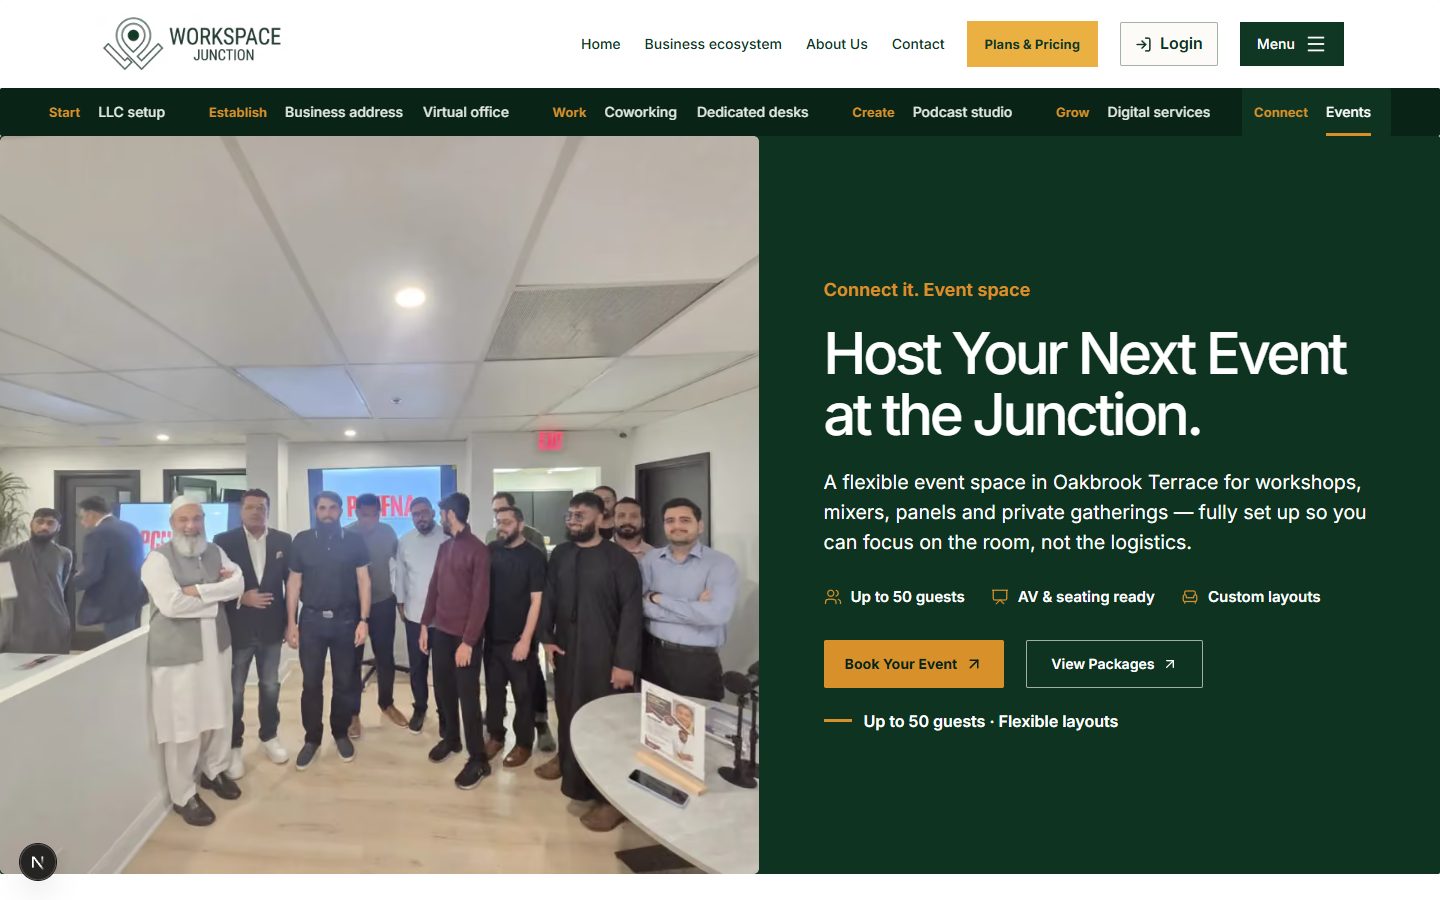 WORKSPACE
JUNCTION
Home Business ecosystem About Us Contact Plans & Pricing Login Menu
Start LLC setup Establish Business address Virtual office Work Coworking Dedicated desks Create Podcast studio Grow Digital services Connect Events
EXIT
Connect it. Event space
Host Your Next Event
at the Junction.
A flexible event space in Oakbrook Terrace for workshops,
mixers, panels and private gatherings — fully set up so you
can focus on the room, not the logistics.
Up to 50 guests AV & seating ready Custom layouts
Book Your Event View Packages
Up to 50 guests · Flexible layouts
N